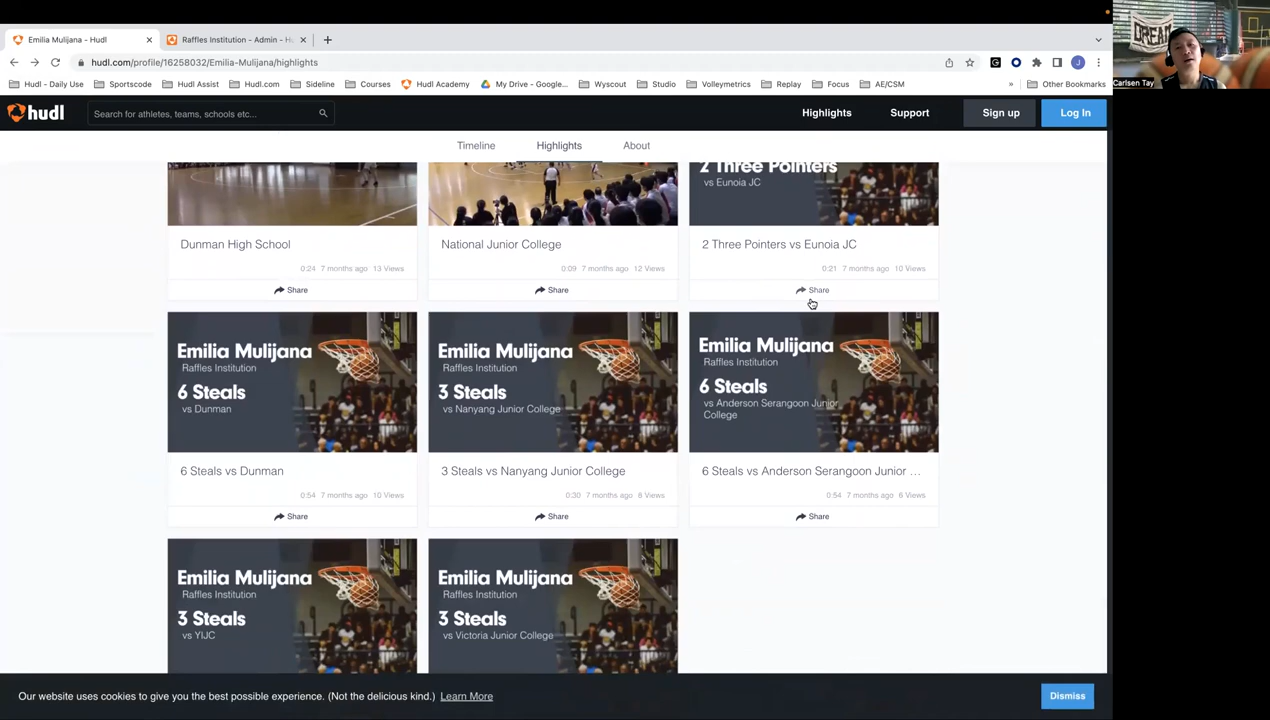 Emilia Mulijana - Hudl
Raffles Institution - Admin - H
hudl.com/profile/16258032/Emilia-Mulijana/highlights
Hudl - Daily Use
Sportscode
Hudl Assist
Hudl.com
Sideline
Courses
Hudl Academy
My Drive - Google...
Wyscout
Studio
Volleymetrics
Replay
Focus
AE/CSM
»
Other Bookmarks
hudl
Search for athletes, teams, schools etc...
Highlights
Support
Sign up
Log In
Timeline
Highlights
About
2 Three Pointers
vs Eunoia JC
Dunman High School
0:24 7 months ago 13 Views
Share
National Junior College
0:09 7 months ago 12 Views
Share
2 Three Pointers vs Eunoia JC
0:21 7 months ago 10 Views
Share
Emilia Mulijana
Raffles Institution
6 Steals
vs Dunman
6 Steals vs Dunman
0:54 7 months ago 10 Views
Share
Emilia Mulijana
Raffles Institution
3 Steals
vs Nanyang Junior College
3 Steals vs Nanyang Junior College
0:30 7 months ago 8 Views
Share
Emilia Mulijana
Raffles Institution
6 Steals
vs Anderson Serangoon Junior
College
6 Steals vs Anderson Serangoon Junior ...
0:54 7 months ago 6 Views
Share
Emilia Mulijana
Raffles Institution
3 Steals
vs YIJC
Emilia Mulijana
Raffles Institution
3 Steals
vs Victoria Junior College
Our website uses cookies to give you the best possible experience. (Not the delicious kind.) Learn More
Dismiss
DREAM
Carlsen Tay